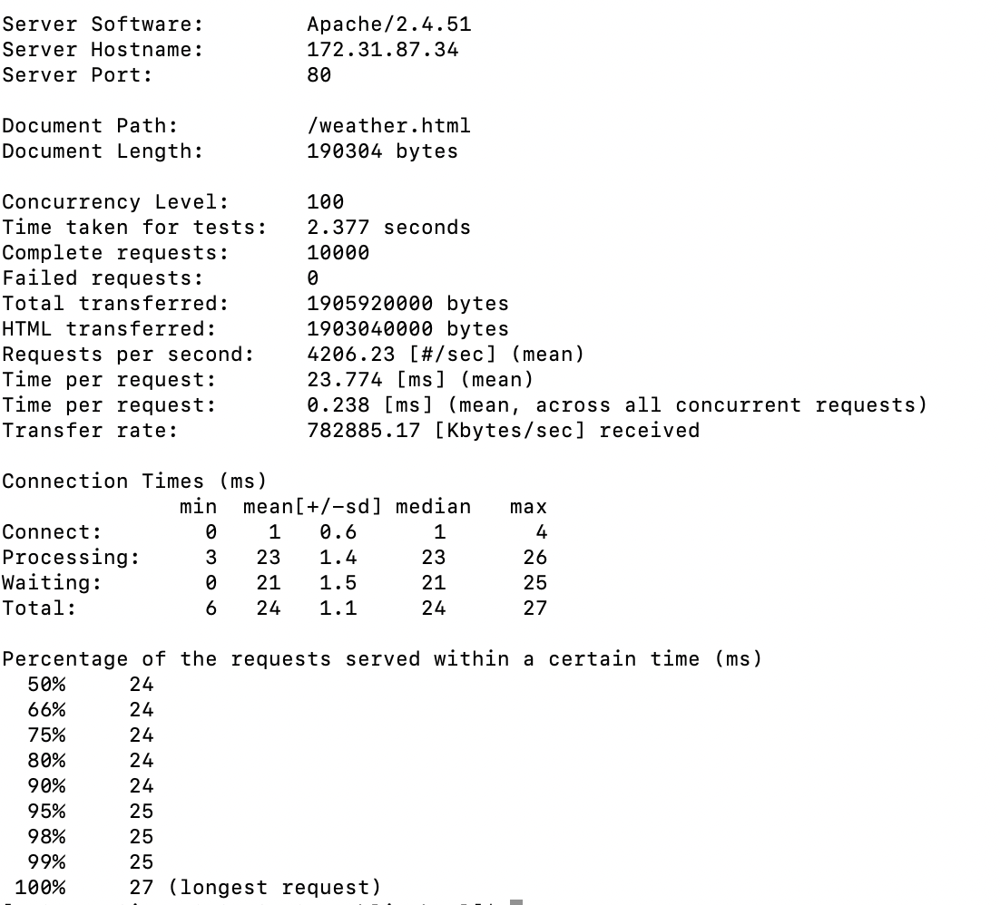 Server Software:        Apache/2.4.51
Server Hostname:        172.31.87.34
Server Port:            80
Document Path:          /weather.html
Document Length:        190304 bytes
Concurrency Level:      100
Time taken for tests:   2.377 seconds
Complete requests:      10000
Failed requests:        0
Total transferred:      1905920000 bytes
HTML transferred:       1903040000 bytes
Requests per second:    4206.23 [#/sec] (mean)
Time per request:       23.774 [ms] (mean)
Time per request:       0.238 [ms] (mean, across all concurrent requests)
Transfer rate:          782885.17 [Kbytes/sec] received
Connection Times (ms)
              min  mean[+/-sd] median   max
Connect:        0    1   0.6      1       4
Processing:     3   23   1.4     23      26
Waiting:        0   21   1.5     21      25
Total:          6   24   1.1     24      27
Percentage of the requests served within a certain time (ms)
  50%     24
  66%     24
  75%     24
  80%     24
  90%     24
  95%     25
  98%     25
  99%     25
 100%     27 (longest request)